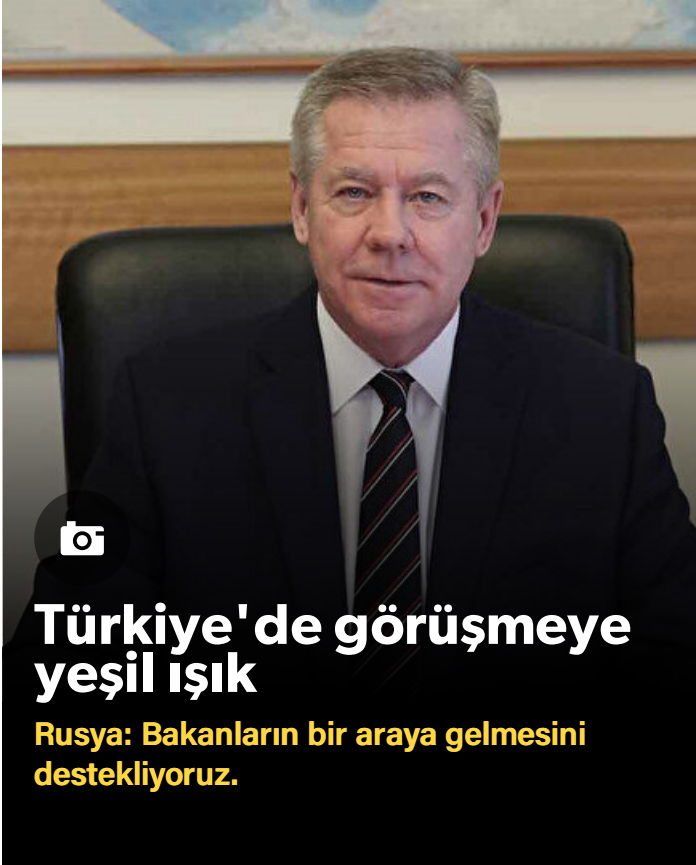 Türkiye'de görüşmeye
yeşil ışık
Rusya: Bakanların bir araya gelmesini
destekliyoruz.